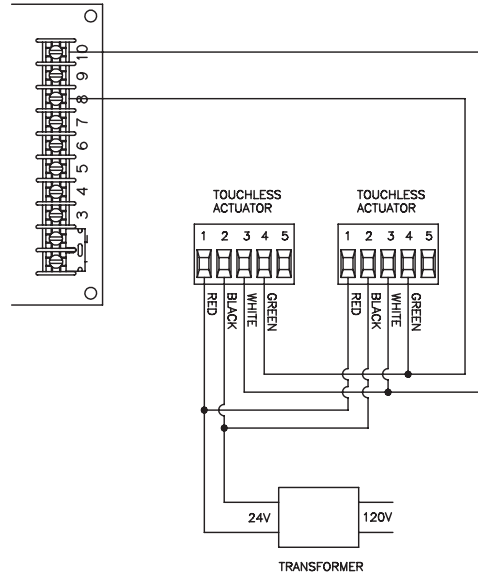 10
9
8
7
6
5
4
3
TOUCHLESS
ACTUATOR
TOUCHLESS
ACTUATOR
1 2 3 4 5
1 2 3 4 5
RED
BLACK
WHITE
GREEN
RED
BLACK
WHITE
GREEN
24V
120V
TRANSFORMER